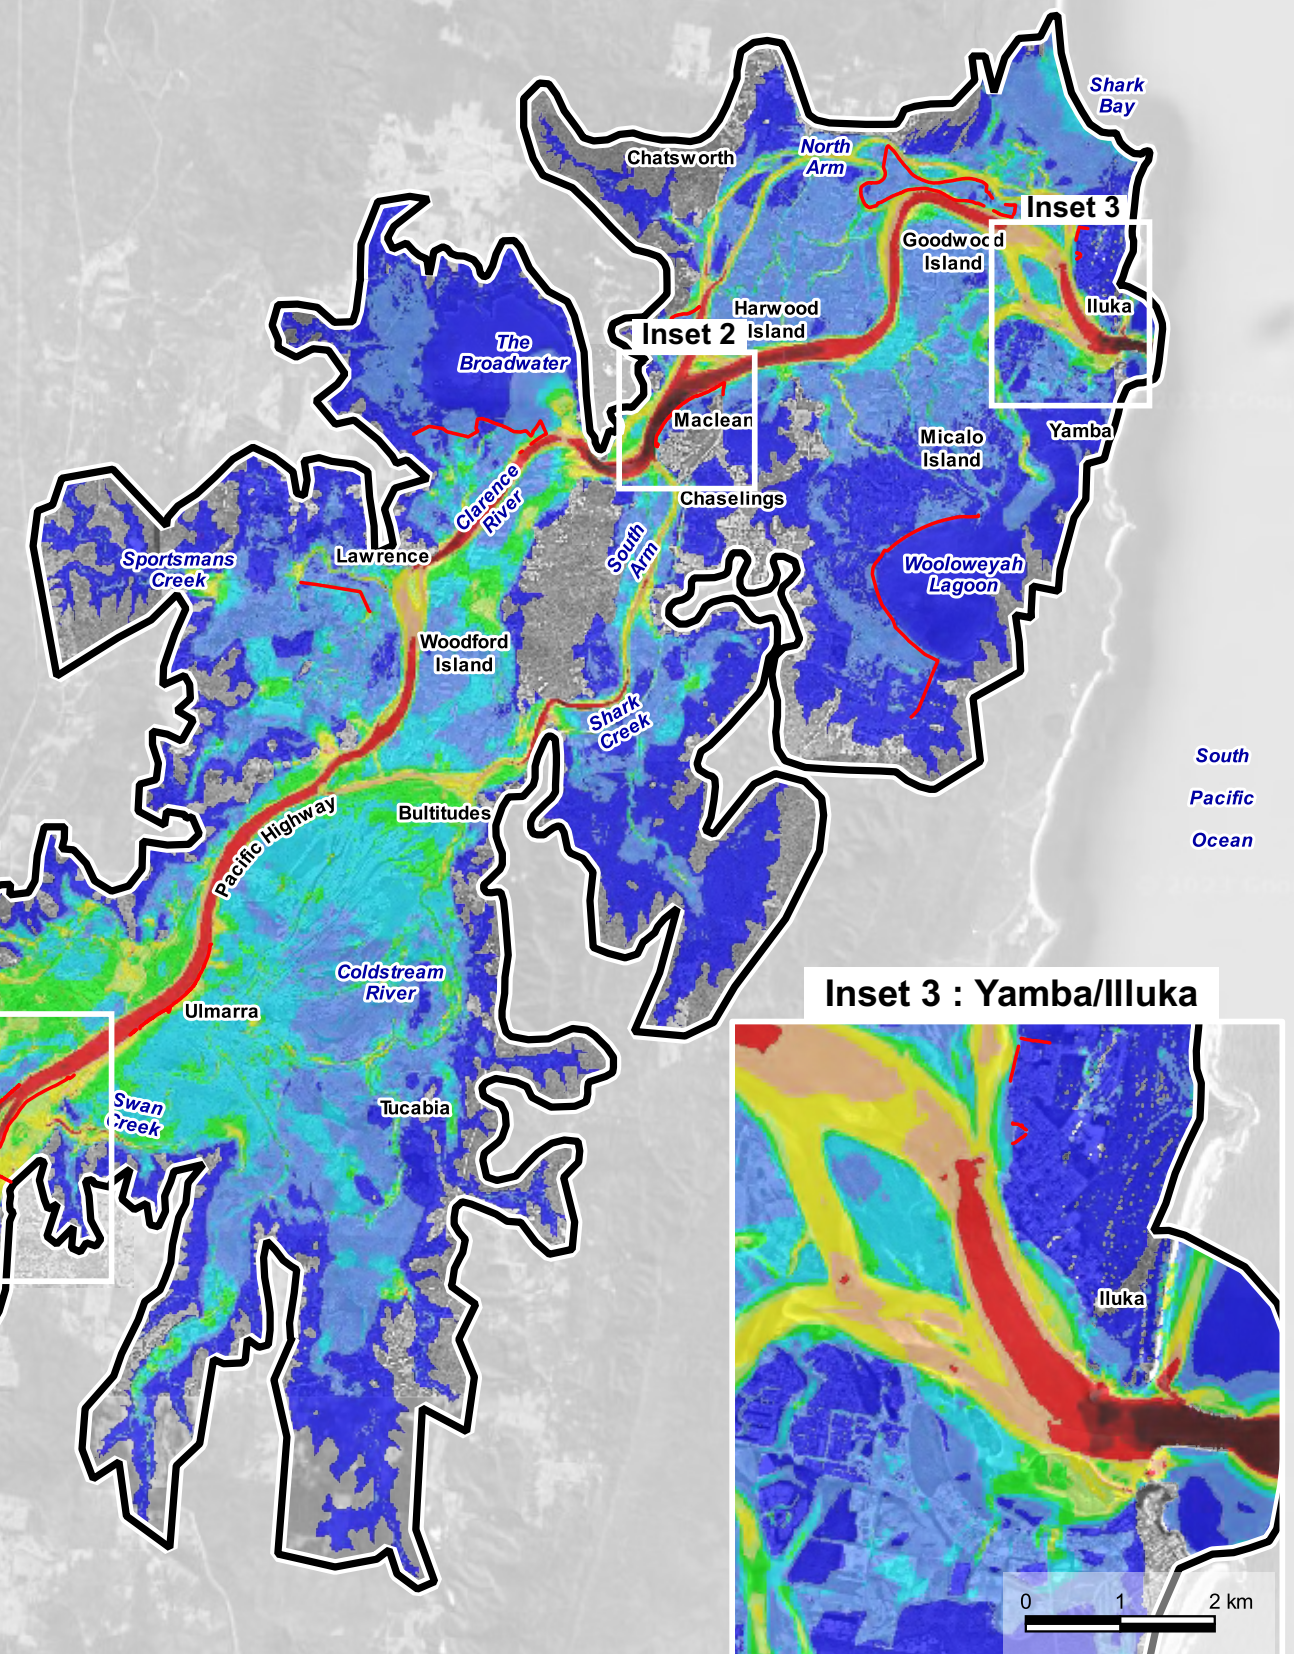 Shark
Bay
Chatsworth
North
Arm
Inset 3
Goodwood
Island
Iluka
Harwood
Island
Inset 2
The
Broadwater
Maclean
Yamba
Micalo
Island
Clarence
River
Chaselings
South
Arm
Lawrence
Sportsmans
Creek
Wooloweyah
Lagoon
Woodford
Island
Shark
Creek
South
Pacific
Ocean
Pacific Highway
Bultitudes
Coldstream
River
Ulmarra
Inset 3 : Yamba/Illuka
Swan
Creek
Tucabia
Iluka
0 1 2 km